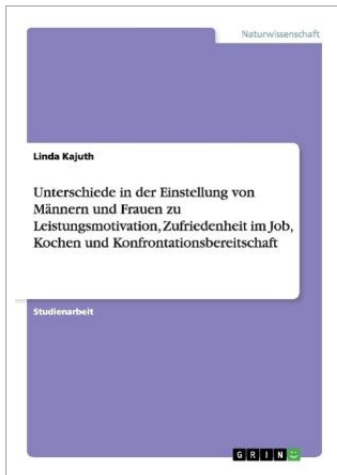 Naturwissenschaft
Linda Kajuth
Unterschiede in der Einstellung von
Männern und Frauen zu
Leistungsmotivation, Zufriedenheit im Job,
Kochen und Konfrontationsbereitschaft
Studienarbeit
GRIN